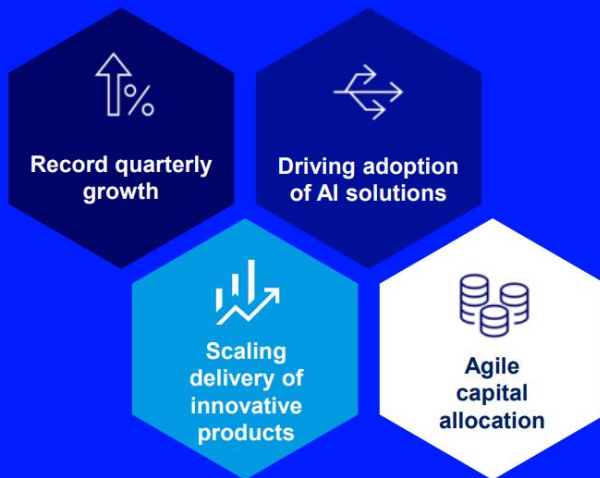 %
Record quarterly
growth
Driving adoption
of AI solutions
Scaling
delivery of
innovative
products
Agile
capital
allocation